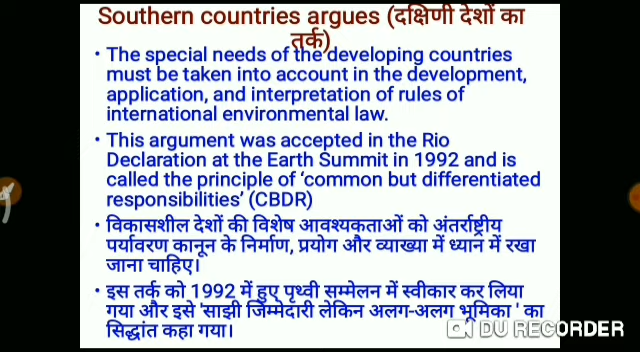 Southern countries argues (दक्षिणी देशों का
तर्क)
• The special needs of the developing countries
must be taken into account in the development,
application, and interpretation of rules of
international environmental law.
• This argument was accepted in the Rio
Declaration at the Earth Summit in 1992 and is
called the principle of ‘common but differentiated
responsibilities’ (CBDR)
• विकासशील देशों की विशेष आवश्यकताओं को अंतर्राष्ट्रीय
पर्यावरण कानून के निर्माण, प्रयोग और व्याख्या में ध्यान में रखा
जाना चाहिए।
• इस तर्क को 1992 में हुए पृथ्वी सम्मेलन में स्वीकार कर लिया
गया और इसे 'साझी जिम्मेदारी लेकिन अलग-अलग भूमिका ' का
सिद्धांत कहा गया।
DU RECORDER